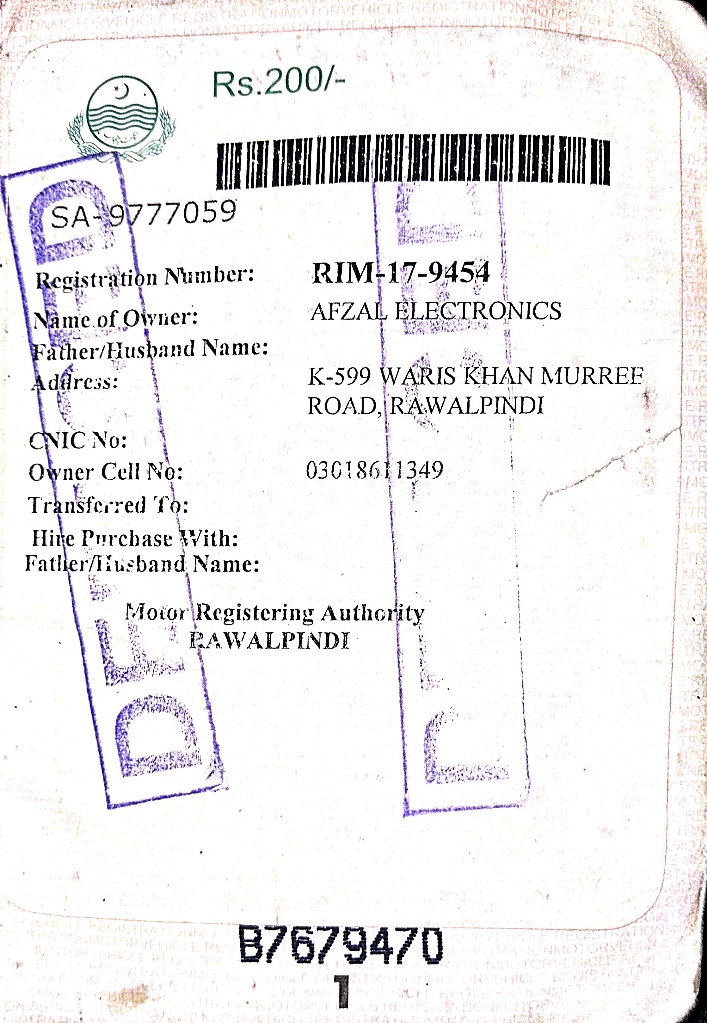 Rs.200/-
SA-9777059
Registration Number: RIM-17-9454
Name of Owner: AFZAL ELECTRONICS
Father/Husband Name:
Address: K-599 WARIS KHAN MURREE
ROAD, RAWALPINDI
CNIC No:
Owner Cell No: 03018611349
Transferred To:
Hire Purchase With:
Father/Husband Name:
Motor Registering Authority
RAWALPINDI
B7679470
1